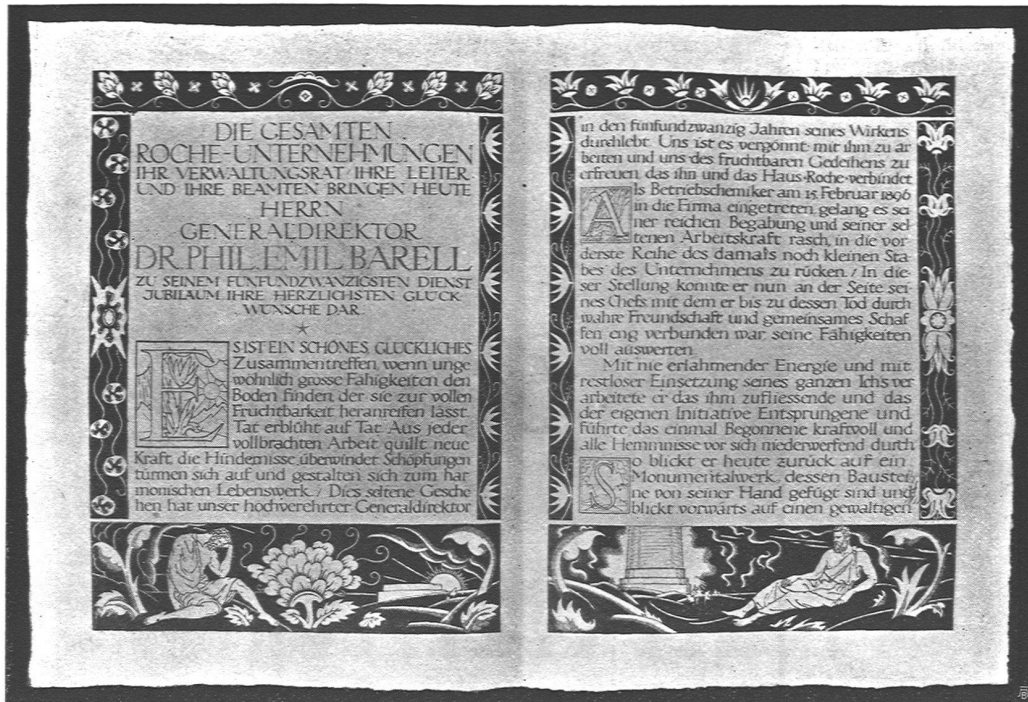 DIE GESAMTEN
ROCHE-UNTERNEHMUNGEN
IHR VERWALTUNGSRAT IHRE LEITER
UND IHRE BEAMTEN BRINGEN HEUTE
HERRN
GENERALDIREKTOR
DR. PHIL. EMIL BARELL
ZU SEINEM FÜNFUNDZWANZIGSTEN DIENST
JUBILÄUM IHRE HERZLICHSTEN GLÜCK
WÜNSCHE DAR.
ES IST EIN SCHÖNES, GLÜCKLICHES
Zusammentreffen, wenn unge
wöhnlich grosse Fähigkeiten den
Boden finden, der sie zur vollen
Fruchtbarkeit heranreifen lässt.
Tat erblüht auf Tat. Aus jeder
vollbrachten Arbeit quillt neue
Kraft, die Hindernisse überwindet. Schöpfungen
türmen sich auf und gestalten sich zum har
monischen Lebenswerk. / Dies seltene Gesche
hen hat unser hochverehrter Generaldirektor
in den fünfundzwanzig Jahren seines Wirkens
durchlebt. Uns ist es vergönnt, mit ihm zu ar
beiten und uns des fruchtbaren Gedeihens zu
erfreuen, das ihn und das Haus Roche verbindet.
Als Betriebschemiker am 15. Februar 1896
in die Firma eingetreten, gelang es sei
ner reichen Begabung und seiner sel
tenen Arbeitskraft rasch, in die vor
derste Reihe des damals noch kleinen Sta
bes des Unternehmens zu rücken. / In die
ser Stellung konnte er nun an der Seite sei
nes Chefs, mit dem er bis zu dessen Tod durch
wahre Freundschaft und gemeinsames Schaf
fen eng verbunden war, seine Fähigkeiten
voll auswerten.
Mit nie erlahmender Energie und mit
restloser Einsetzung seines ganzen Ich's ver
arbeitete er das ihm zufliessende und das
der eigenen Initiative Entsprungene und
führte das einmal Begonnene kraftvoll und
alle Hemmnisse vor sich niederwerfend durch.
So blickt er heute zurück auf ein
Monumentalwerk, dessen Baustei
ne von seiner Hand gefügt sind und
blickt vorwärts auf einen gewaltigen